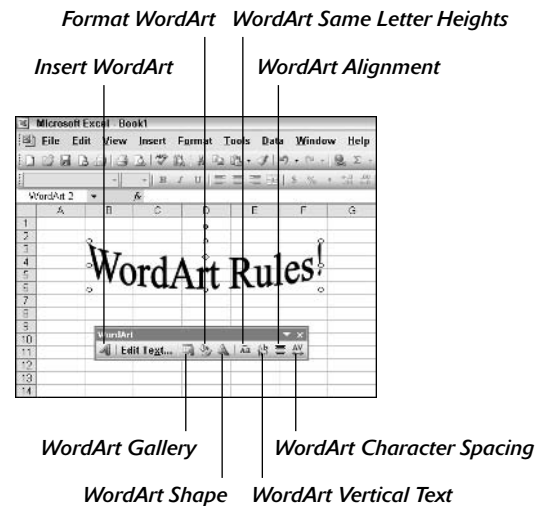 Format WordArt WordArt Same Letter Heights
Insert WordArt WordArt Alignment
Microsoft Excel - Book1
File Edit View Insert Format Tools Data Window Help
WordArt 2 fx
A B C D E F G
1
2
3
4
5
6
7
8
9
10
11
12
13
14
WordArt Rules!
WordArt
Edit Text...
WordArt Gallery WordArt Character Spacing
WordArt Shape WordArt Vertical Text